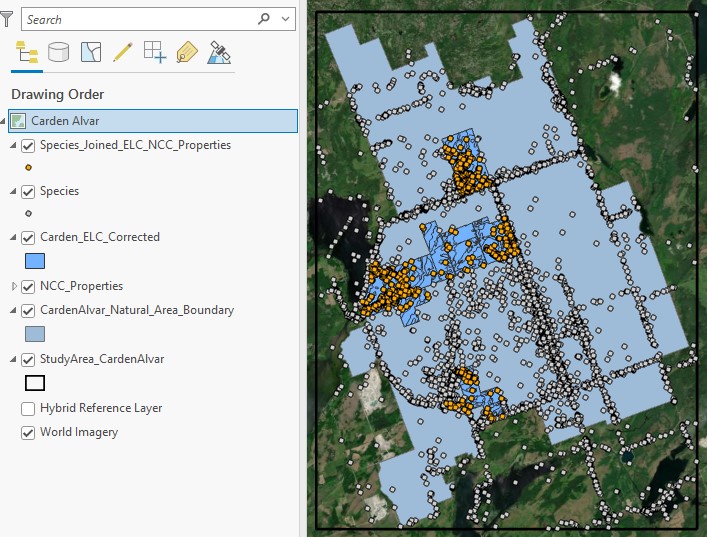 Search
Drawing Order
Carden Alvar
Species_Joined_ELC_NCC_Properties
Species
Carden_ELC_Corrected
NCC_Properties
CardenAlvar_Natural_Area_Boundary
StudyArea_CardenAlvar
Hybrid Reference Layer
World Imagery